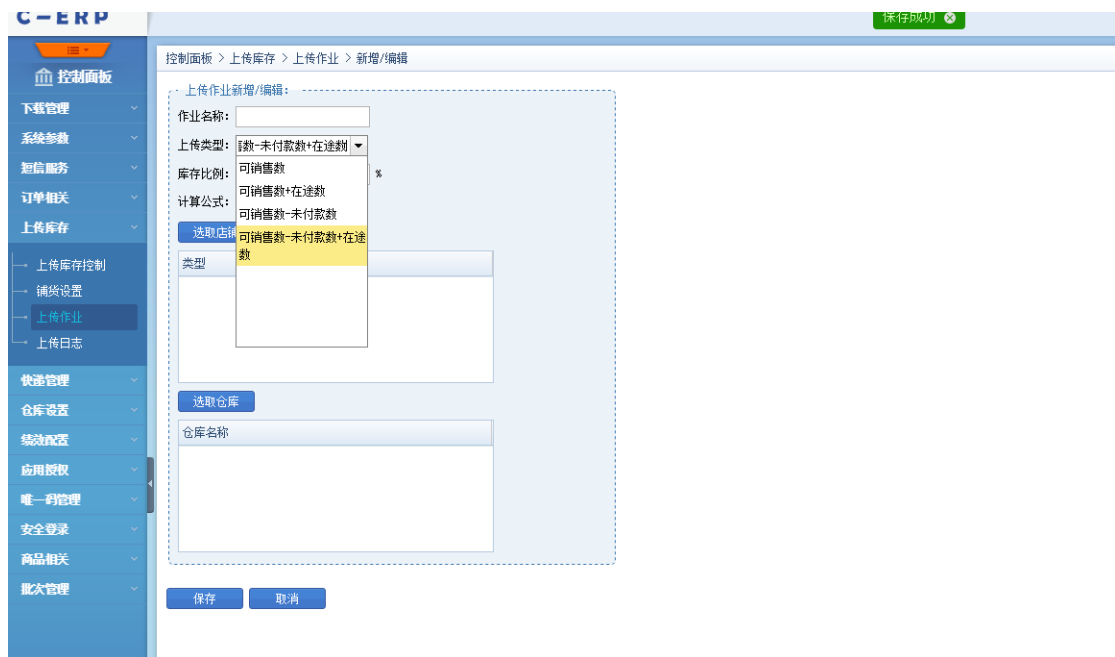 C-ERP
保存成功
控制面板
控制面板 > 上传库存 > 上传作业 > 新增/编辑
下载管理
系统参数
短信服务
订单相关
上传库存
上传库存控制
铺货设置
上传作业
上传日志
快递管理
仓库设置
绩效配置
应用授权
唯一码管理
安全登录
商品相关
批次管理
上传作业新增/编辑:
作业名称:
上传类型:
数-未付款数+在途数
库存比例:
%
计算公式:
可销售数
可销售数+在途数
可销售数-未付款数
可销售数-未付款数+在途
数
选取店铺
类型
选取仓库
仓库名称
保存
取消